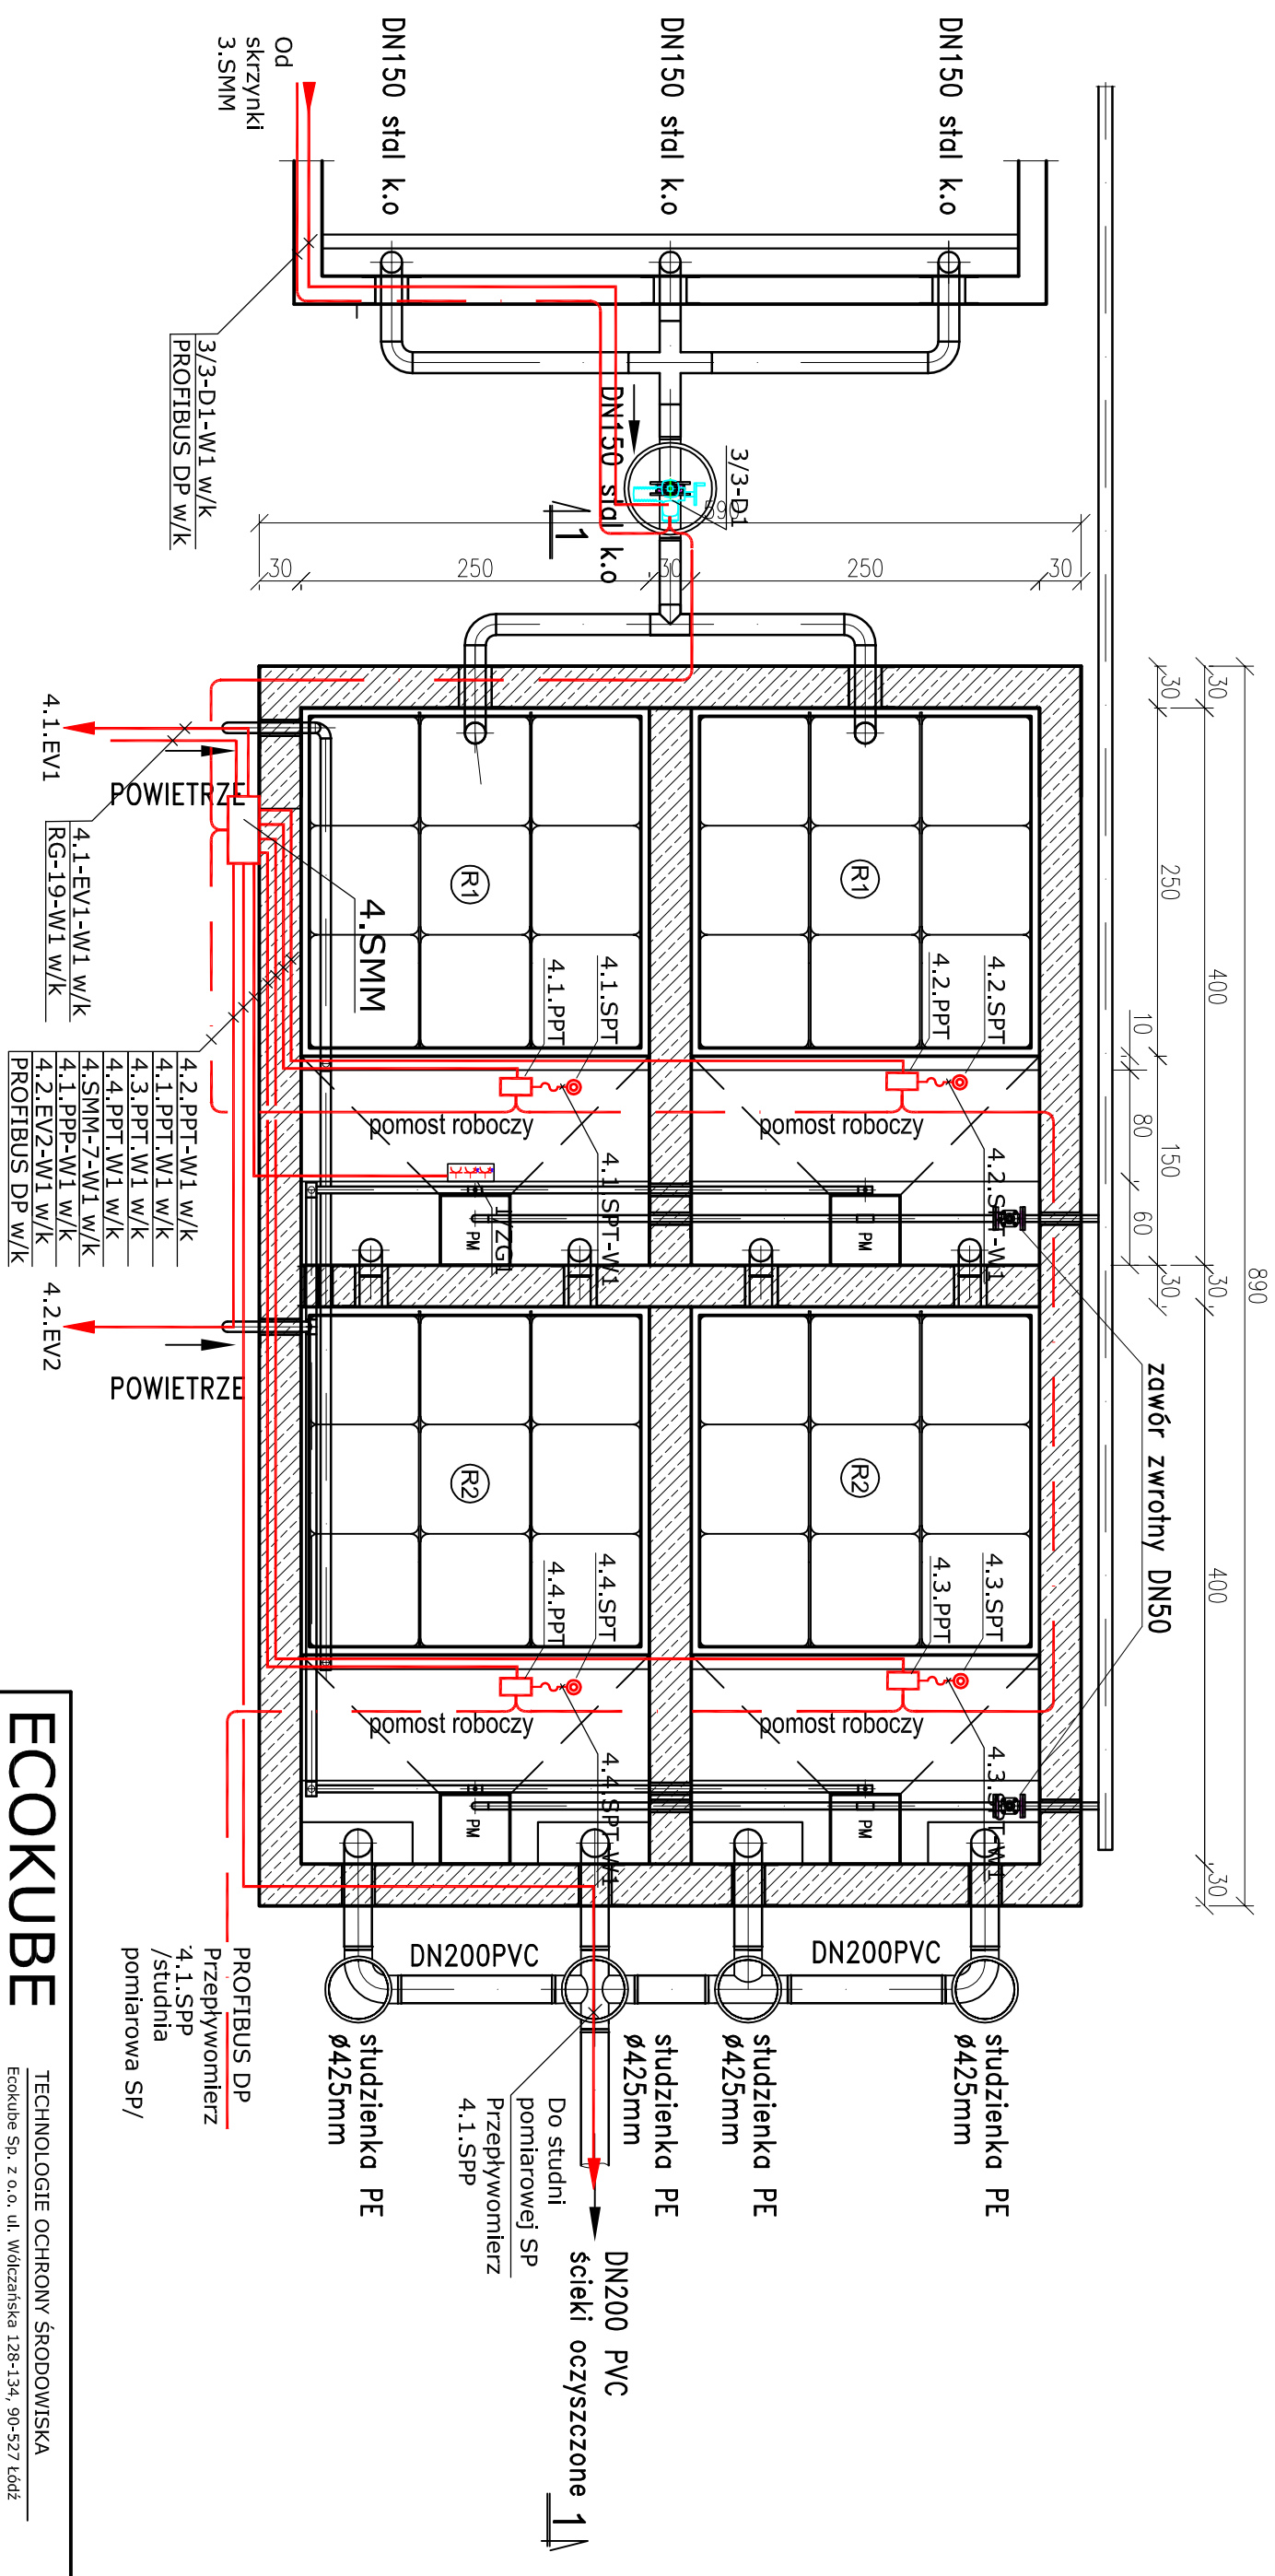 DN150 stal k.o
DN150 stal k.o
DN150 stal k.o
Od
skrzynki
3.SMM
3/3-D1-W1 w/k
PROFIBUS DP w/k
DN150 stal k.o
3/3-D1
1
30
250
30
250
30
30
250
10
80
150
60
30
30
400
30
400
30
890
zawór zwrotny DN50
4.1.EV1
POWIETRZE
4.1-EV1-W1 w/k
RG-19-W1 w/k
4.SMM
R1
R1
4.1.SPT
4.1.PPT
4.2.SPT
4.2.PPT
pomost roboczy
pomost roboczy
4.1.SPT-W1
4.2.SPT-W1
1/ZG1
PM
PM
4.2.PPT-W1 w/k
4.1.PPT.W1 w/k
4.3.PPT.W1 w/k
4.4.PPT.W1 w/k
4.SMM-7-W1 w/k
4.1.PPP-W1 w/k
4.2.EV2-W1 w/k
PROFIBUS DP w/k
4.2.EV2
POWIETRZE
R2
R2
4.4.SPT
4.4.PPT
4.3.SPT
4.3.PPT
pomost roboczy
pomost roboczy
4.4.SPT-W1
4.3.SPT-W1
PM
PM
DN200PVC
DN200PVC
studzienka PE
ø425mm
studzienka PE
ø425mm
studzienka PE
ø425mm
studzienka PE
ø425mm
PROFIBUS DP
Przepływomierz
4.1.SPP
/studnia
pomiarowa SP/
Do studni
pomiarowej SP
Przepływomierz
4.1.SPP
DN200 PVC
ścieki oczyszczone
1
ECOKUBE
TECHNOLOGIE OCHRONY ŚRODOWISKA
Ecokube Sp. z o.o. ul. Wólczańska 128-134, 90-527 Łódź